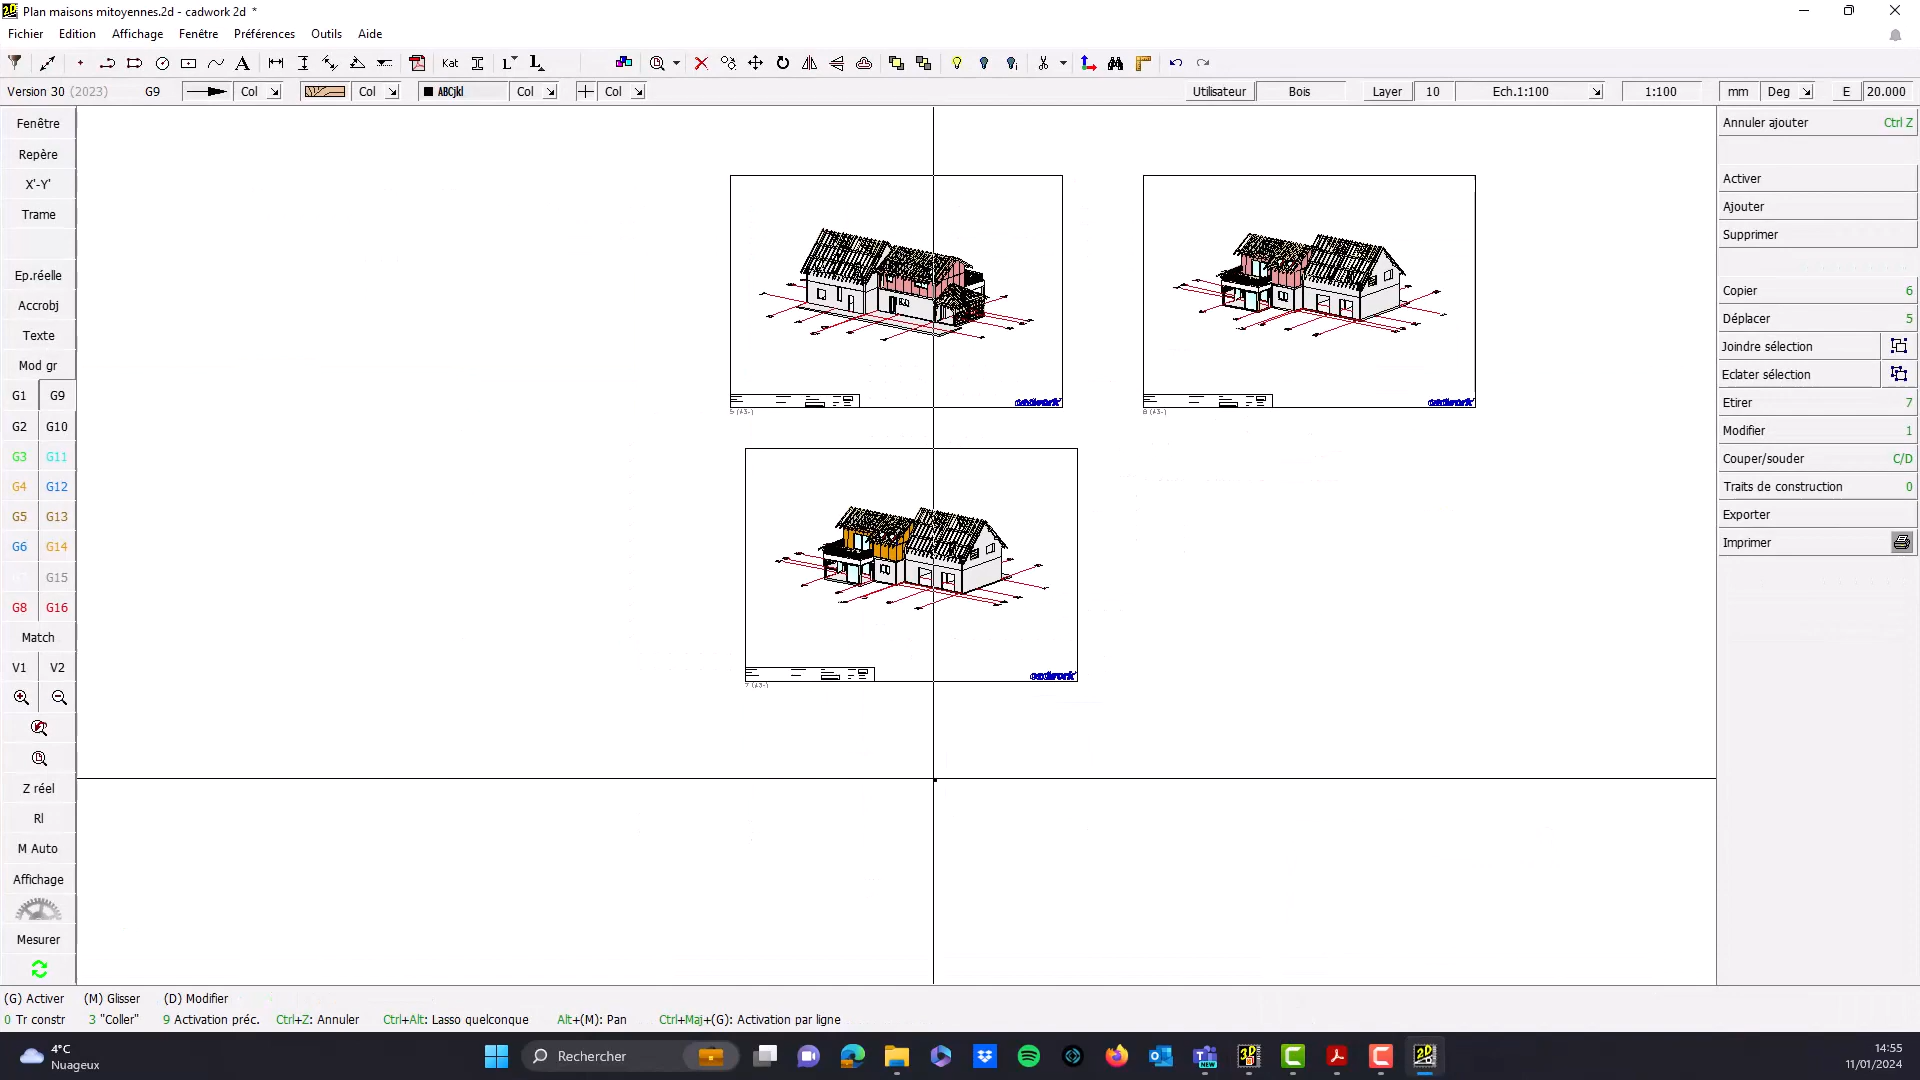 Plan maisons mitoyennes.2d - cadwork 2d *
Fichier Edition Affichage Fenêtre Préférences Outils Aide
Kat
Version 30 (2023) G9 Col Col ABCjkl Col Col Utilisateur Bois Layer 10 Ech.1:100 1:100 mm Deg E 20.000
Fenêtre
Repère
X'-Y'
Trame
Ep.réelle
Accrobj
Texte
Mod gr
G1 G9
G2 G10
G3 G11
G4 G12
G5 G13
G6 G14
G15
G8 G16
Match
V1 V2
Z réel
Rl
M Auto
Affichage
Mesurer
cadwork
cadwork
cadwork
Annuler ajouter Ctrl Z
Activer
Ajouter
Supprimer
Copier 6
Déplacer 5
Joindre sélection
Eclater sélection
Etirer 7
Modifier 1
Couper/souder C/D
Traits de construction 0
Exporter
Imprimer
(G) Activer (M) Glisser (D) Modifier
0 Tr constr 3 "Coller" 9 Activation préc. Ctrl+Z: Annuler Ctrl+Alt: Lasso quelconque Alt+(M): Pan Ctrl+Maj+(G): Activation par ligne
4°C
Nuageux
Rechercher
14:55
11/01/2024